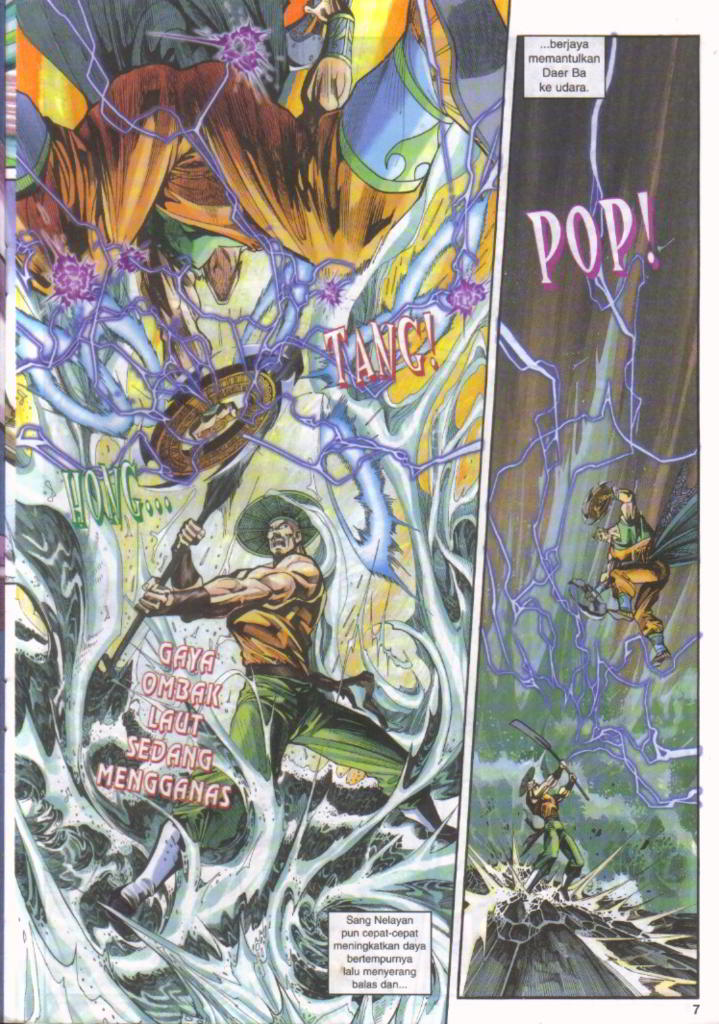 TANG!
HONG...
GAYA
OMBAK
LAUT
SEDANG
MENGGANAS
Sang Nelayan
pun cepat-cepat
meningkatkan daya
bertempurnya
lalu menyerang
balas dan...
...berjaya
memantulkan
Daer Ba
ke udara.
POP!
7